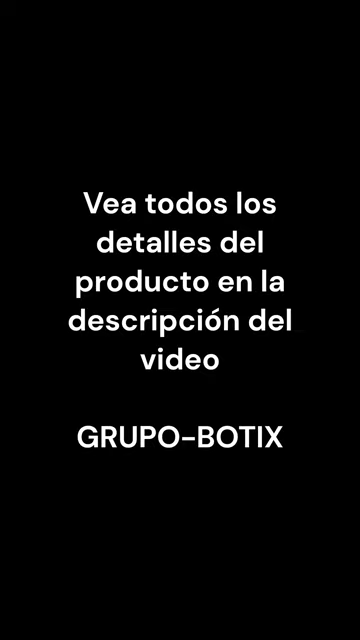 Vea todos los
detalles del
producto en la
descripción del
video
GRUPO-BOTIX